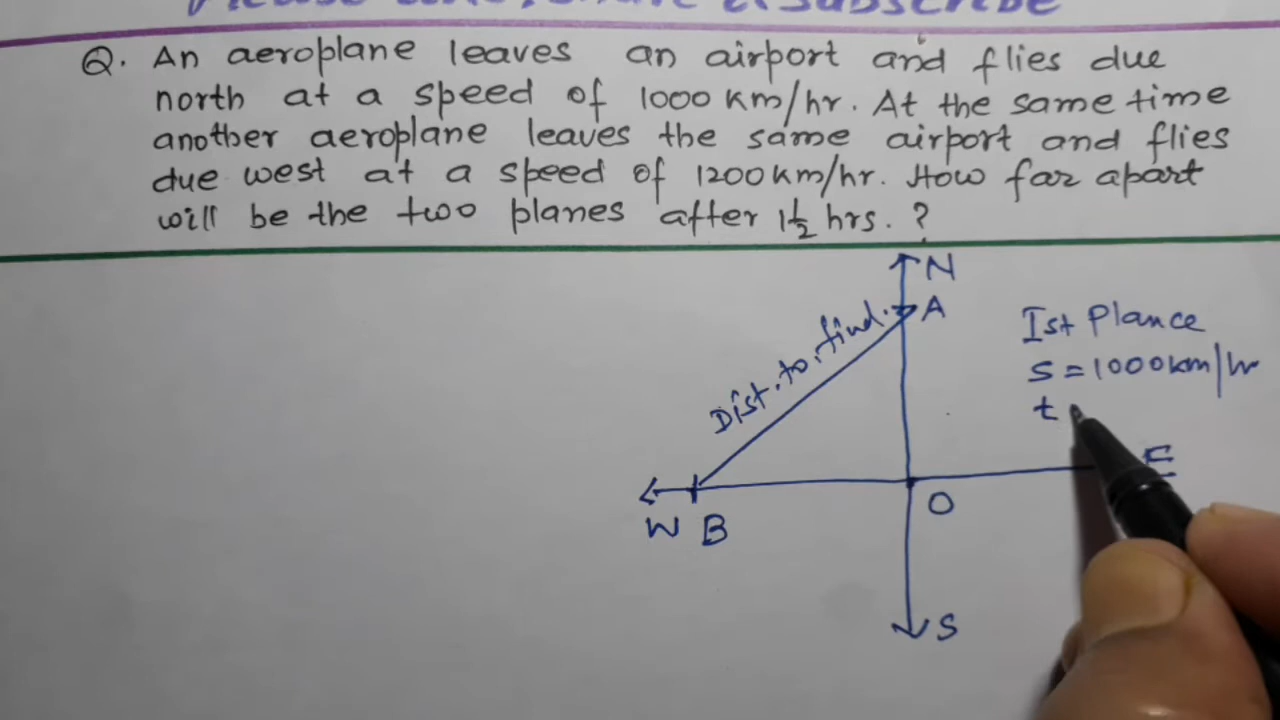 Q. An aeroplane leaves an airport and flies due
north at a speed of 1000 km/hr. At the same time
another aeroplane leaves the same airport and flies
due west at a speed of 1200 km/hr. How far apart
will be the two planes after 1½ hrs. ?
N
A
Dist. to. find.
Ist Plance
S = 1000 km/hr
t
E
O
W B
S